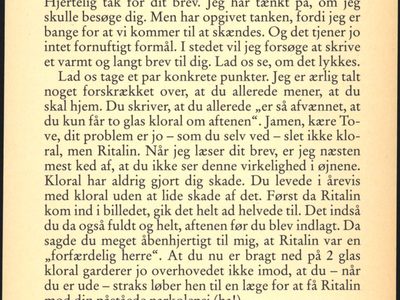 Hjertelig tak for dit brev. Jeg har tænkt på, om jeg
skulle besøge dig. Men har opgivet tanken, fordi jeg er
bange for at vi kommer til at skændes. Og det tjener jo
intet fornuftigt formål. I stedet vil jeg forsøge at skrive
et varmt og langt brev til dig. Lad os se, om det lykkes.
Lad os tage et par konkrete punkter. Jeg er ærlig talt
noget forskrækket over, at du allerede mener, at du
skal hjem. Du skriver, at du allerede „er så afvænnet, at
du kun får to glas kloral om aftenen“. Jamen, kære To-
ve, dit problem er jo – som du selv ved – slet ikke klo-
ral, men Ritalin. Når jeg læser dit brev, er jeg næsten
mest ked af, at du ikke ser denne virkelighed i øjnene.
Kloral har aldrig gjort dig skade. Du levede i årevis
med kloral uden at lide skade af det. Først da Ritalin
kom ind i billedet, gik det helt ad helvede til. Det indså
du da også fuldt og helt, aftenen før du blev indlagt. Da
sagde du meget åbenhjertigt til mig, at Ritalin var en
„forfærdelig herre“. At du nu er bragt ned på 2 glas
kloral garderer jo overhovedet ikke imod, at du – når
du er ude – straks løber hen til en læge for at få Ritalin
mod din påståede narkolepsi (ha!)